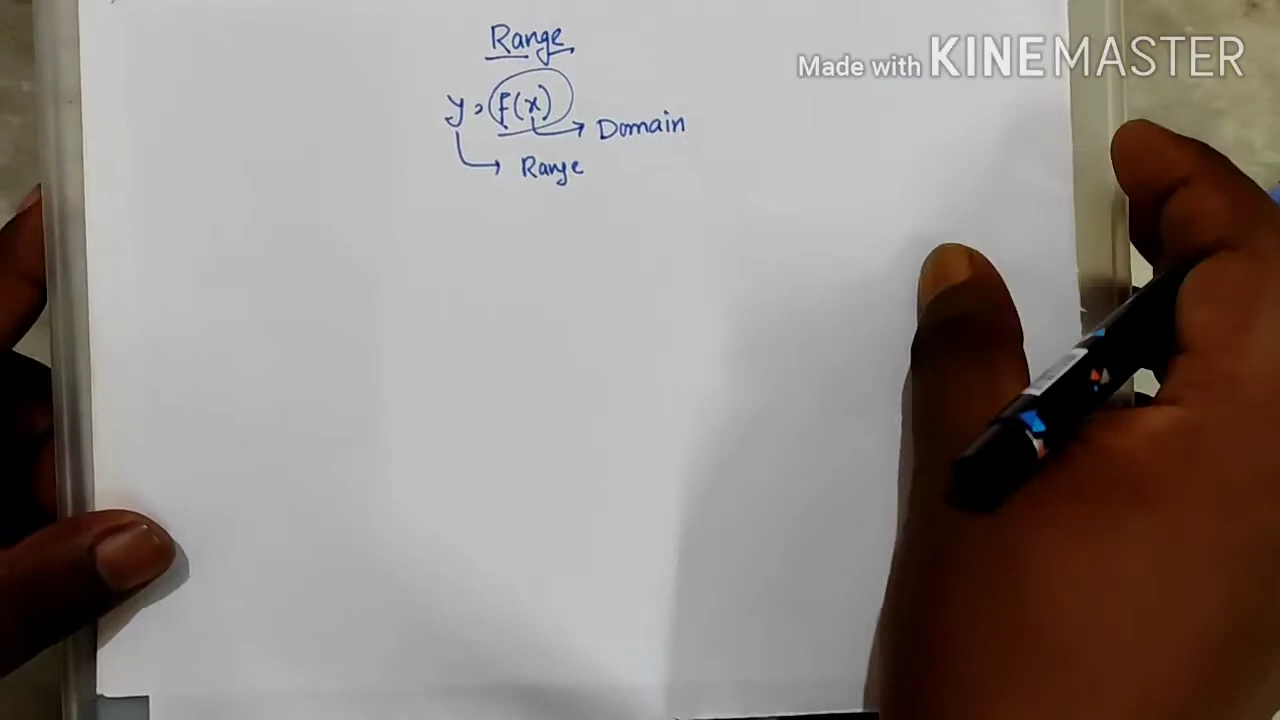 Range
Made with KINEMASTER
y = f(x)
Domain
Range